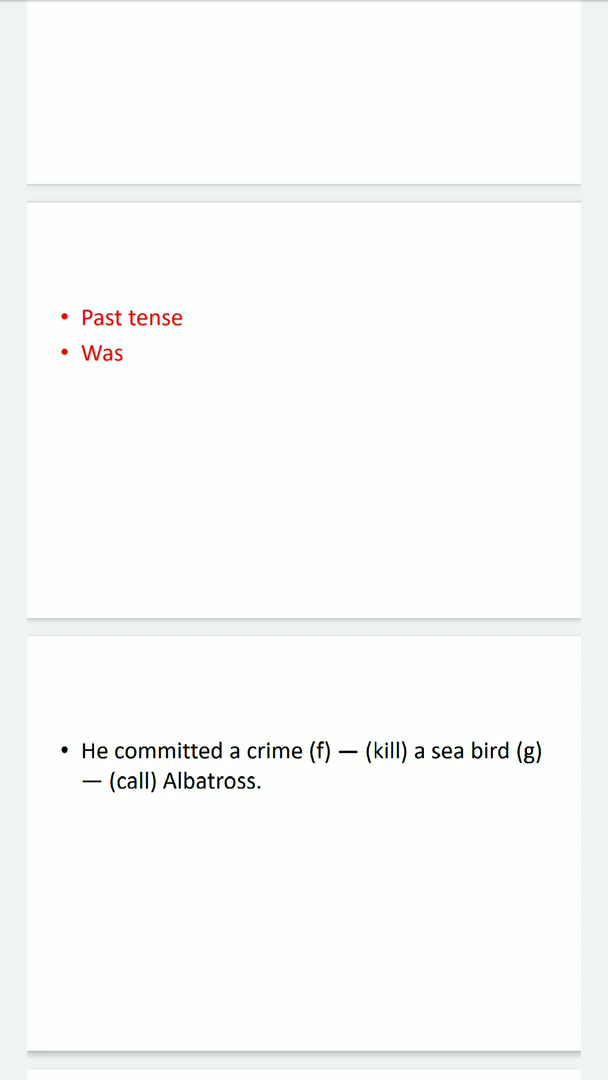 • Past tense
• Was
• He committed a crime (f) — (kill) a sea bird (g)
— (call) Albatross.